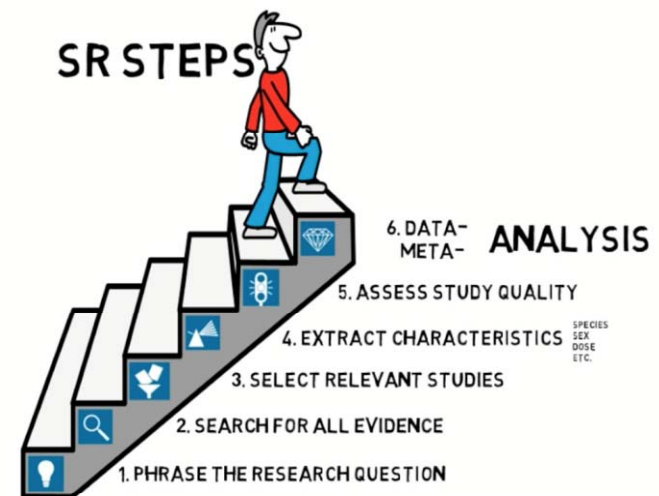 SR STEPS
6. DATA- ANALYSIS
META-
5. ASSESS STUDY QUALITY
4. EXTRACT CHARACTERISTICS
SPECIES
SEX
DOSE
ETC.
3. SELECT RELEVANT STUDIES
2. SEARCH FOR ALL EVIDENCE
1. PHRASE THE RESEARCH QUESTION